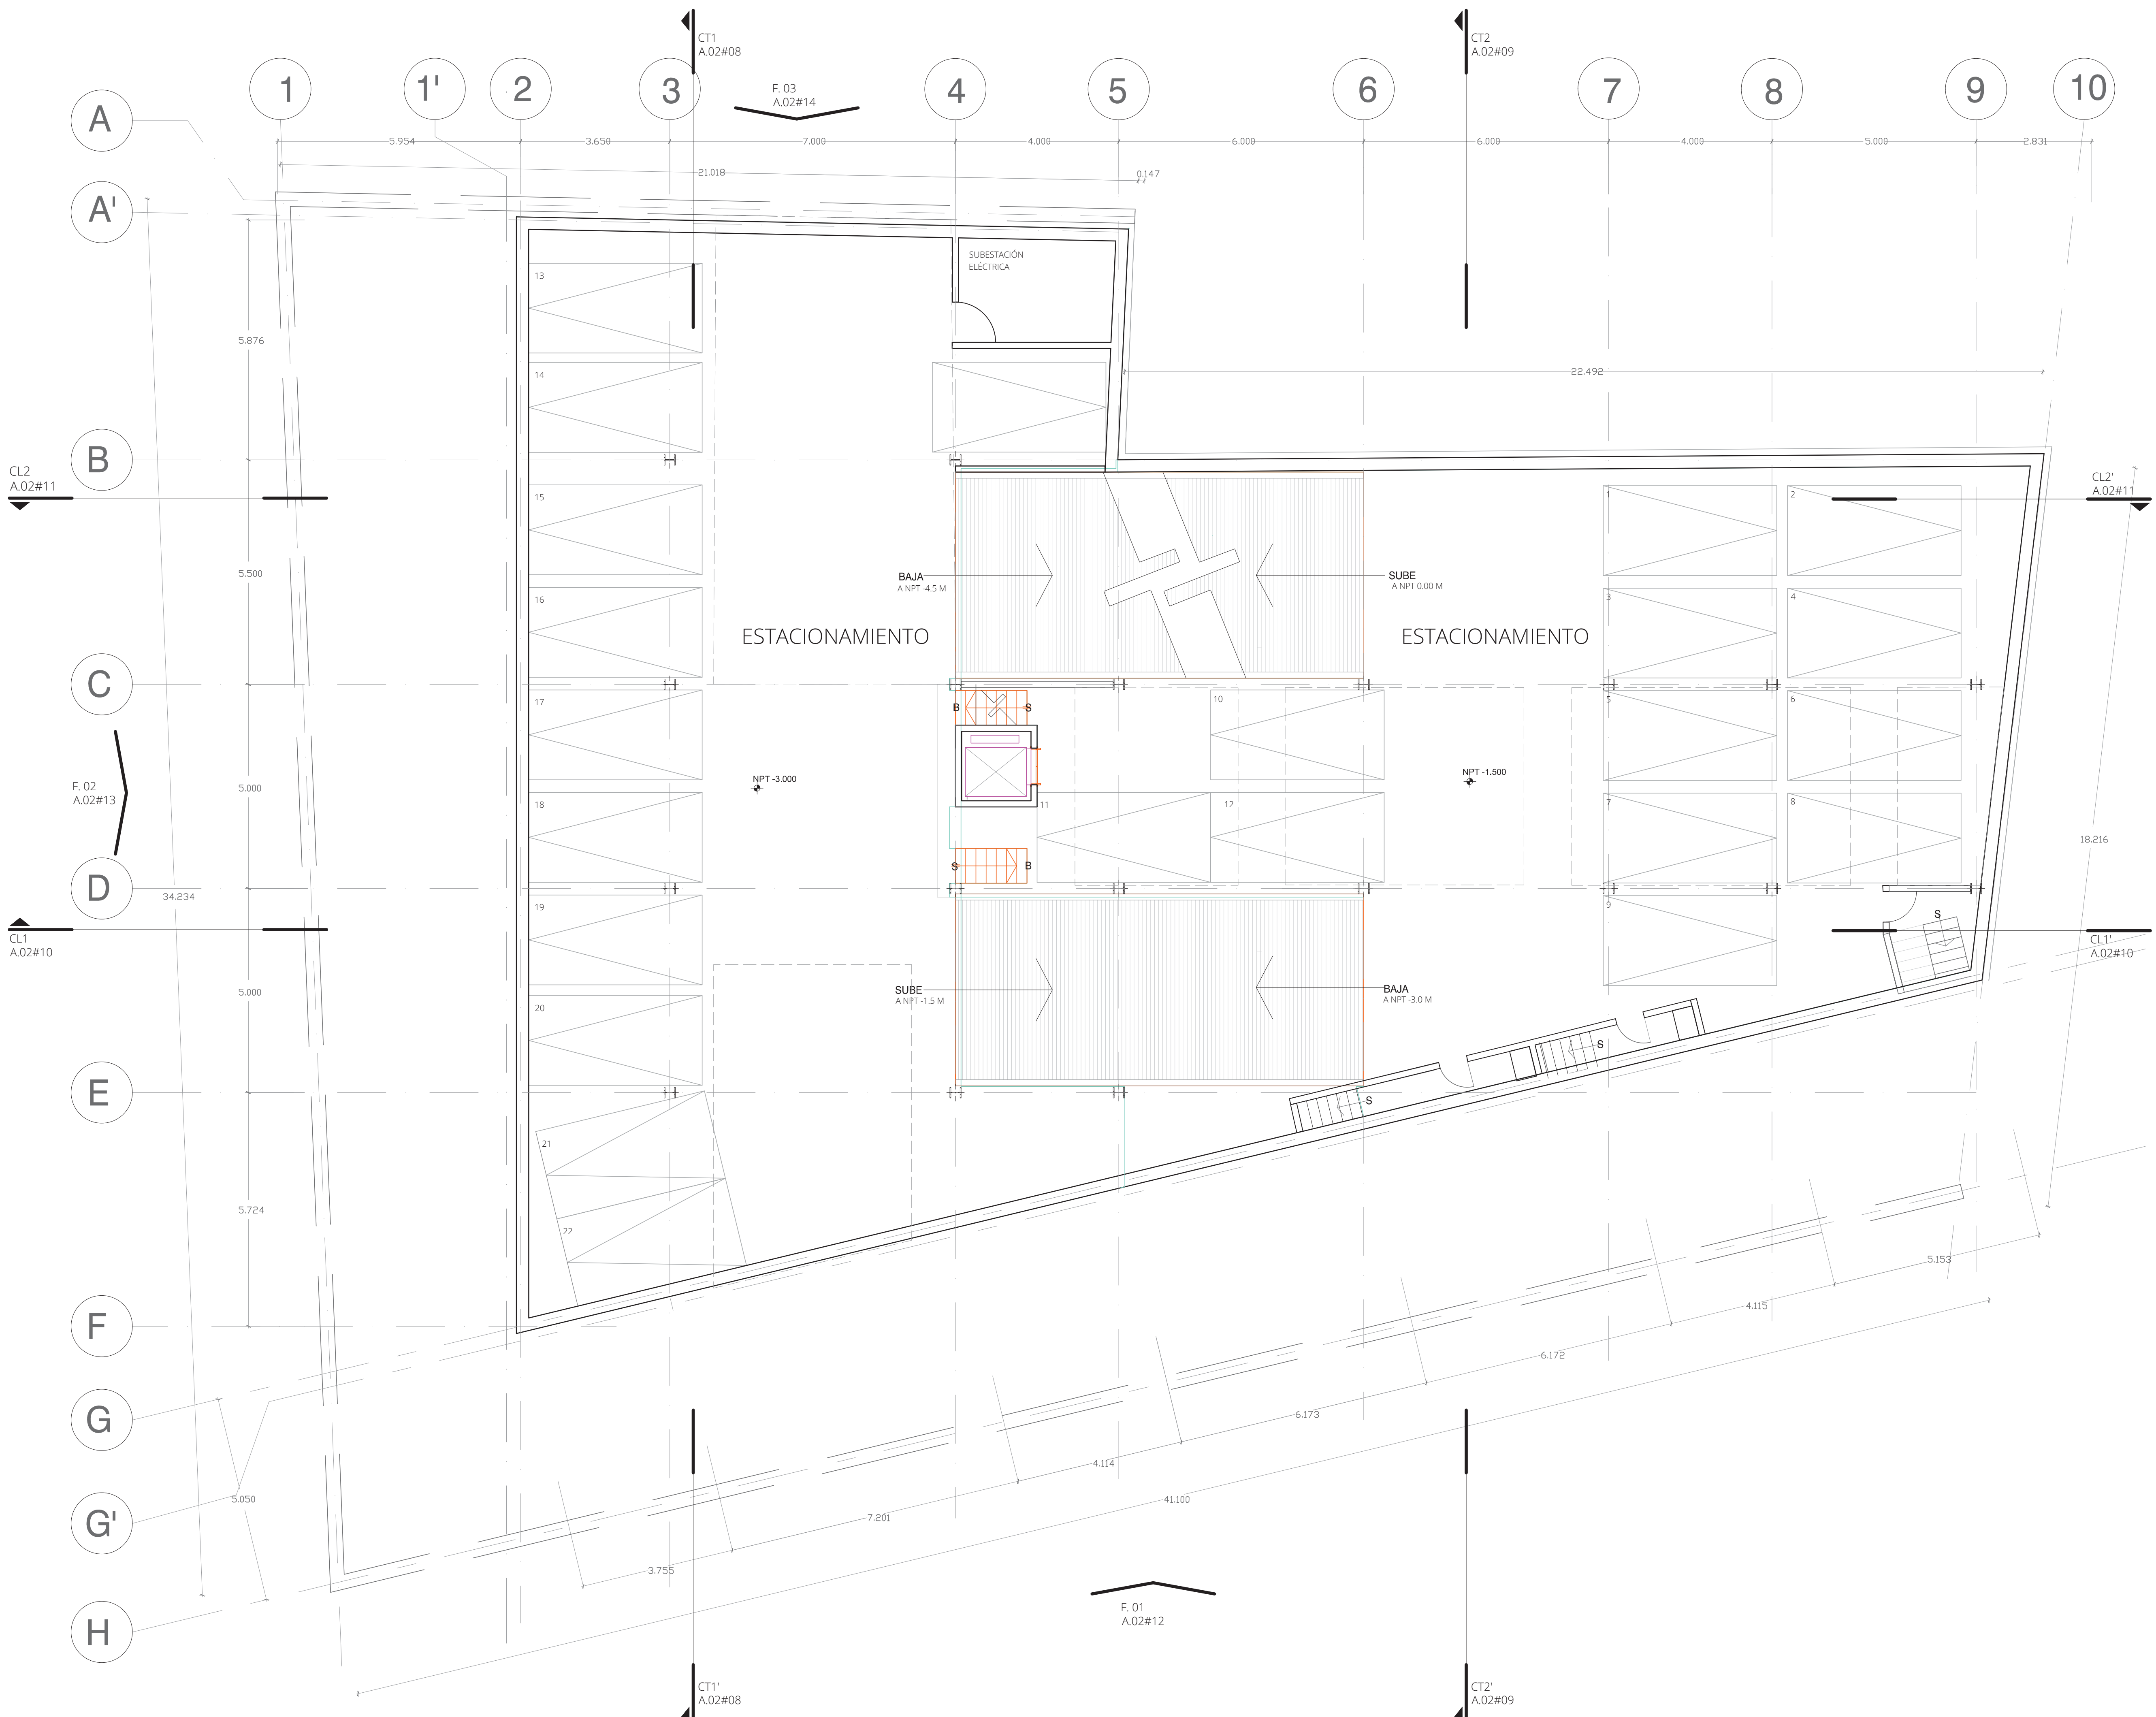 CT1
A.02#08
CT2
A.02#09
1
1'
2
3
F. 03
A.02#14
4
5
6
7
8
9
10
A
5.954
3.650
7.000
4.000
6.000
6.000
4.000
5.000
2.831
21.018
0.147
A'
SUBESTACIÓN
ELÉCTRICA
13
5.876
14
22.492
B
CL2
A.02#11
CL2'
A.02#11
15
1
2
5.500
BAJA
A NPT -4.5 M
SUBE
A NPT 0.00 M
16
3
4
ESTACIONAMIENTO
ESTACIONAMIENTO
C
17
B
S
10
5
6
F. 02
A.02#13
5.000
NPT -3.000
NPT -1.500
18
11
12
7
8
18.216
S
B
D
34.234
19
9
S
CL1
A.02#10
CL1'
A.02#10
5.000
SUBE
A NPT -1.5 M
BAJA
A NPT -3.0 M
20
S
E
S
21
5.724
22
5.153
F
4.115
6.172
G
6.173
4.114
5.050
41.100
G'
7.201
3.755
F. 01
A.02#12
H
CT1'
A.02#08
CT2'
A.02#09